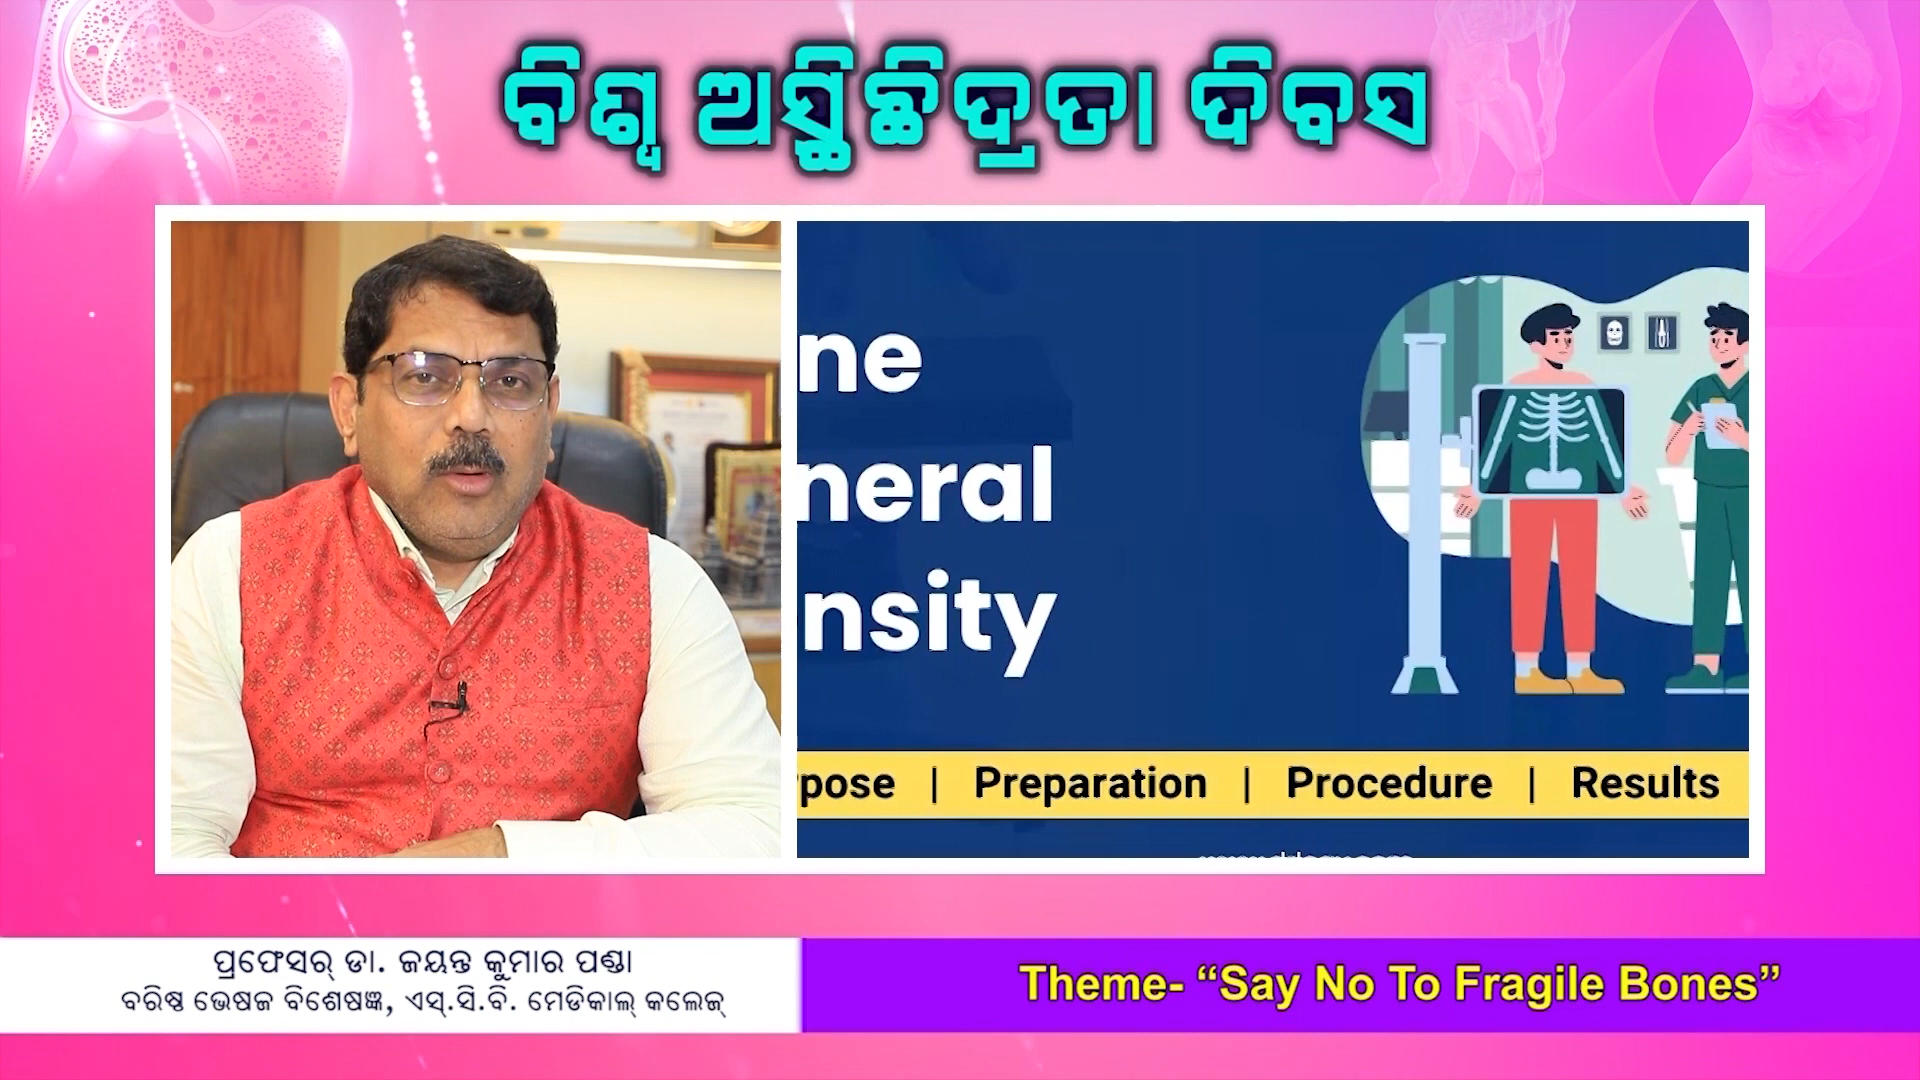 ବିଶ୍ୱ ଅସ୍ଥିଛିଦ୍ରତା ଦିବସ
ne
neral
nsity
pose | Preparation | Procedure | Results
ପ୍ରଫେସର୍ ଡା. ଜୟନ୍ତ କୁମାର ପଣ୍ଡା
ବରିଷ୍ଠ ଭେଷଜ ବିଶେଷଜ୍ଞ, ଏସ୍.ସି.ବି. ମେଡିକାଲ୍ କଲେଜ୍
Theme- “Say No To Fragile Bones”